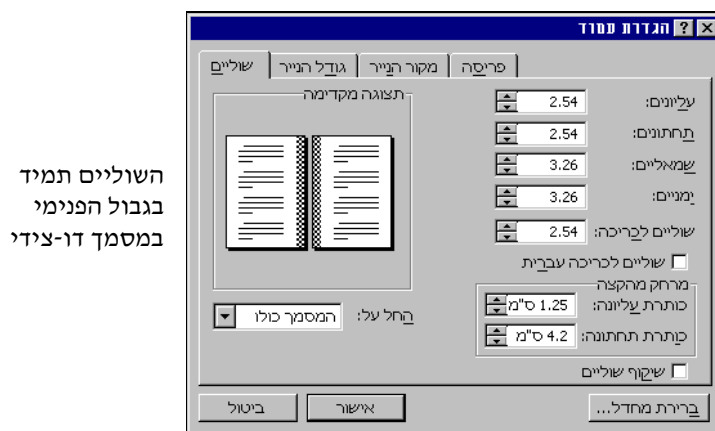 הגדרת עמוד
שוליים גודל הנייר מקור הנייר פריסה
עליונים: 2.54
תחתונים: 2.54
שמאליים: 3.26
ימניים: 3.26
שוליים לכריכה: 2.54
שוליים לכריכה עברית
מרחק מהקצה
כותרת עליונה: 1.25 ס"מ
כותרת תחתונה: 4.2 ס"מ
שיקוף שוליים
תצוגה מקדימה
החל על: המסמך כולו
ברירת מחדל...
אישור
ביטול
השוליים תמיד
בגבול הפנימי
במסמך דו-צידי